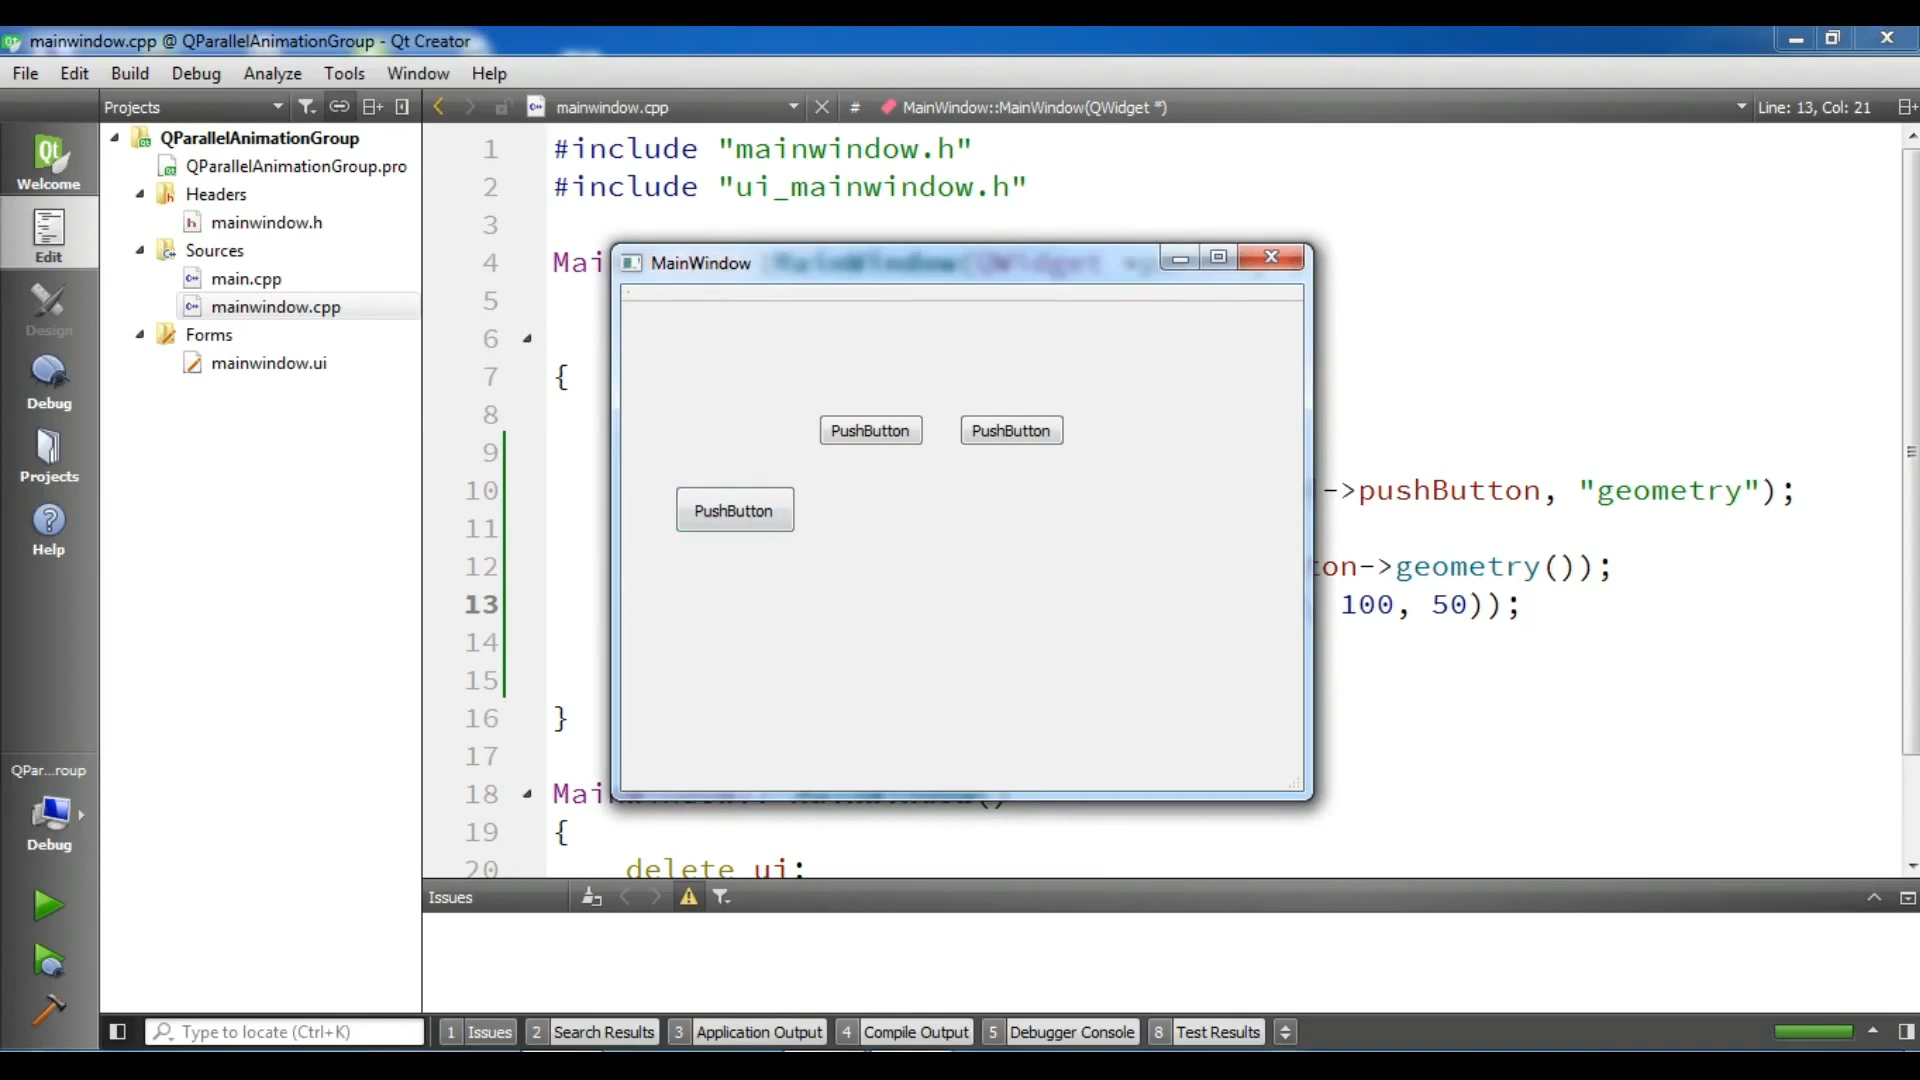 mainwindow.cpp @ QParallelAnimationGroup - Qt Creator
File Edit Build Debug Analyze Tools Window Help
Projects
mainwindow.cpp
# MainWindow::MainWindow(QWidget *)
Line: 13, Col: 21
Welcome
Edit
Design
Debug
Projects
Help
QPar...roup
Debug
QParallelAnimationGroup
QParallelAnimationGroup.pro
Headers
mainwindow.h
Sources
main.cpp
mainwindow.cpp
Forms
mainwindow.ui
1 #include "mainwindow.h"
2 #include "ui_mainwindow.h"
3
4 Mai
5
6
7 {
8
9
10 ->pushButton, "geometry");
11
12 ton->geometry());
13 100, 50));
14
15
16 }
17
18 Mai
19 {
20 delete ui;
MainWindow
PushButton PushButton
PushButton
Issues
Type to locate (Ctrl+K)
1 Issues 2 Search Results 3 Application Output 4 Compile Output 5 Debugger Console 8 Test Results